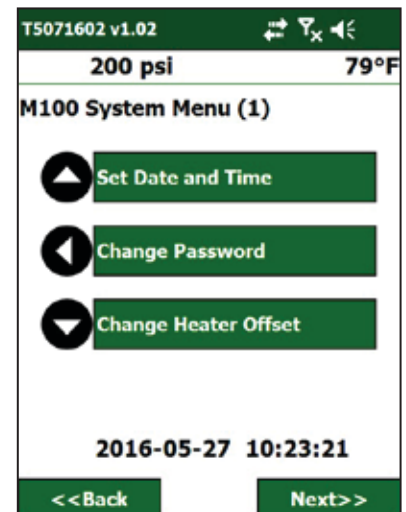 T5071602 v1.02
200 psi 79°F
M100 System Menu (1)
Set Date and Time
Change Password
Change Heater Offset
2016-05-27 10:23:21
<<Back Next>>